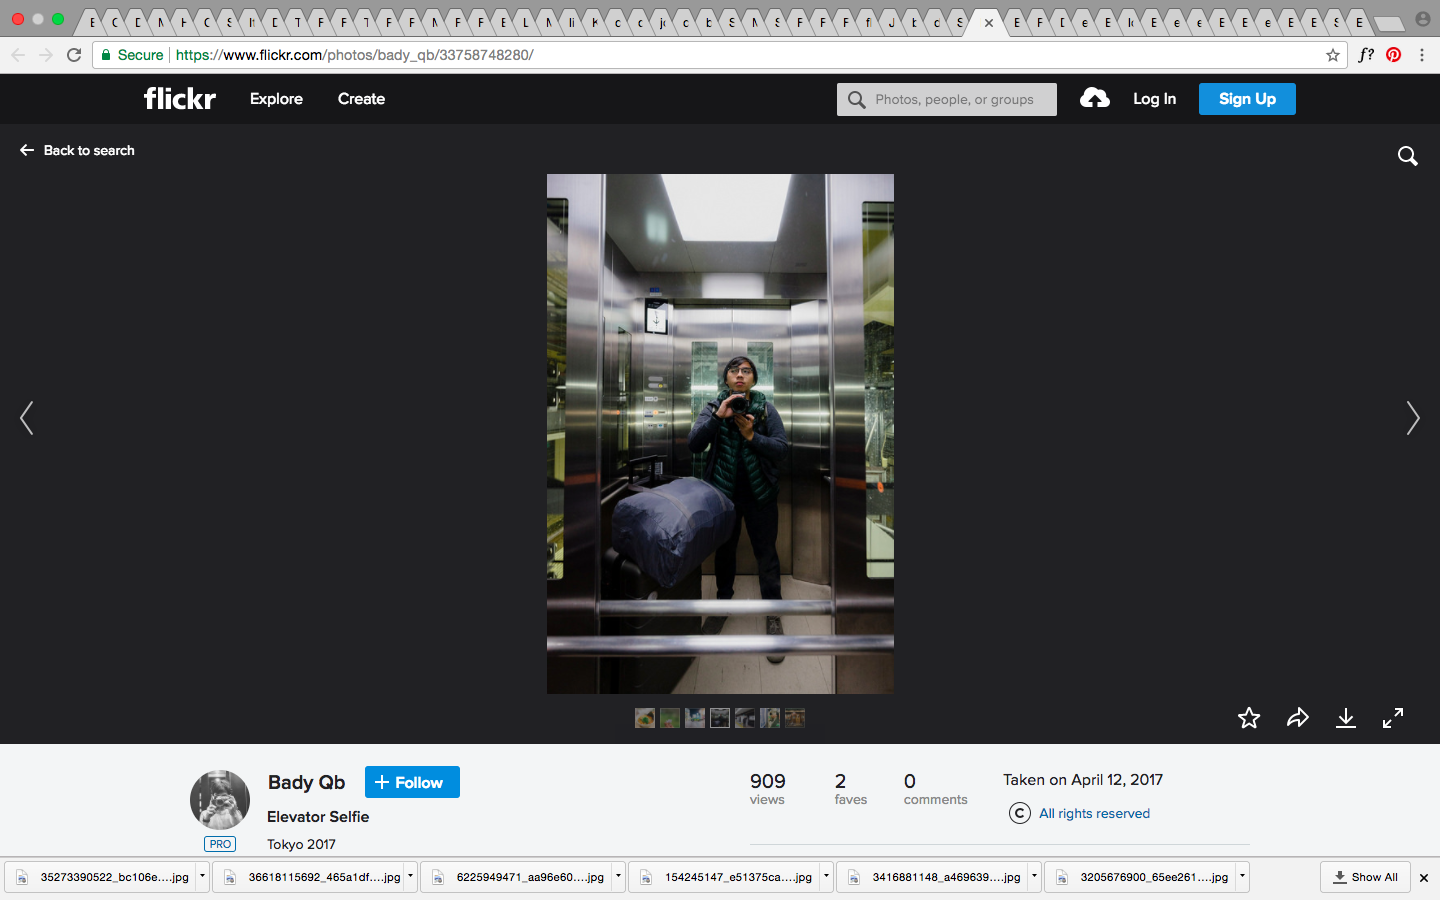 Secure
https://www.flickr.com/photos/bady_qb/33758748280/
f?
flickr
Explore
Create
Photos, people, or groups
Log In
Sign Up
Back to search
Bady Qb
+ Follow
Elevator Selfie
PRO
Tokyo 2017
909
views
2
faves
0
comments
Taken on April 12, 2017
All rights reserved
35273390522_bc106e....jpg
36618115692_465a1df....jpg
6225949471_aa96e60....jpg
154245147_e51375ca....jpg
3416881148_a469639....jpg
3205676900_65ee261....jpg
Show All